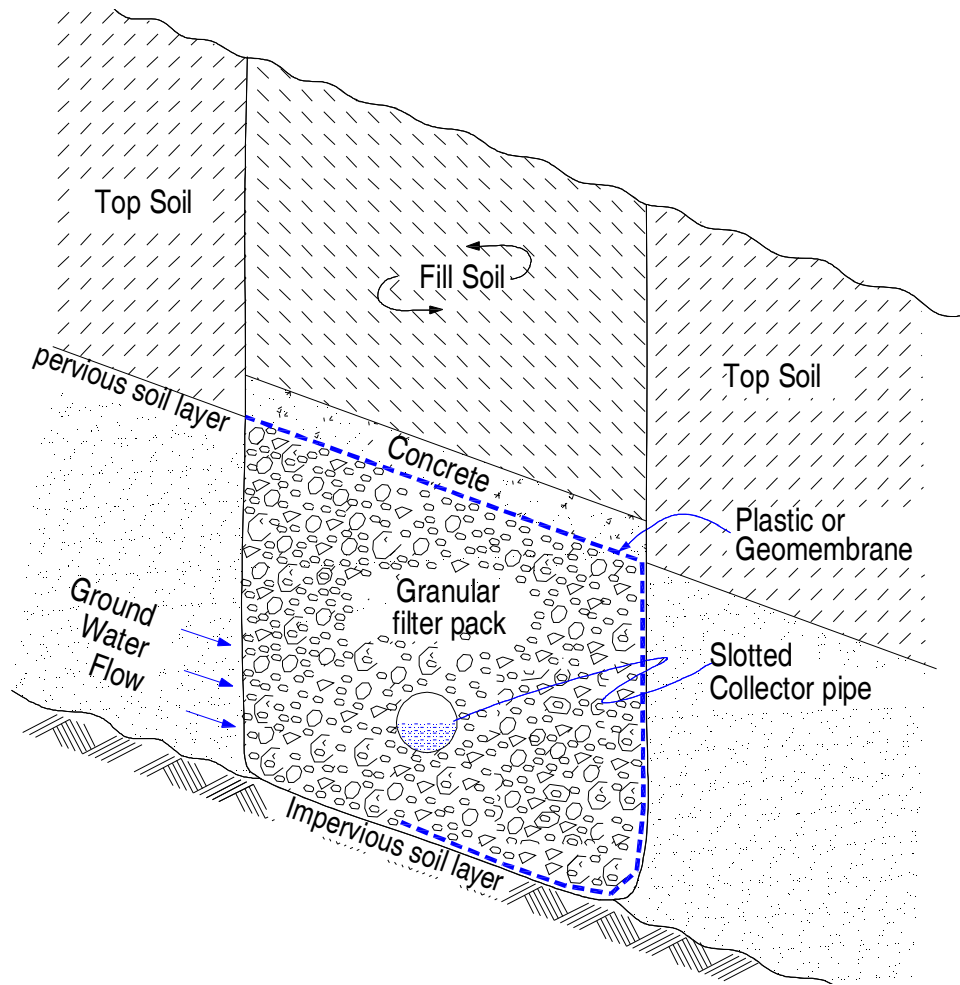 Top Soil
Fill Soil
Top Soil
pervious soil layer
Concrete
Plastic or
Geomembrane
Granular
filter pack
Ground
Water
Flow
Slotted
Collector pipe
Impervious soil layer